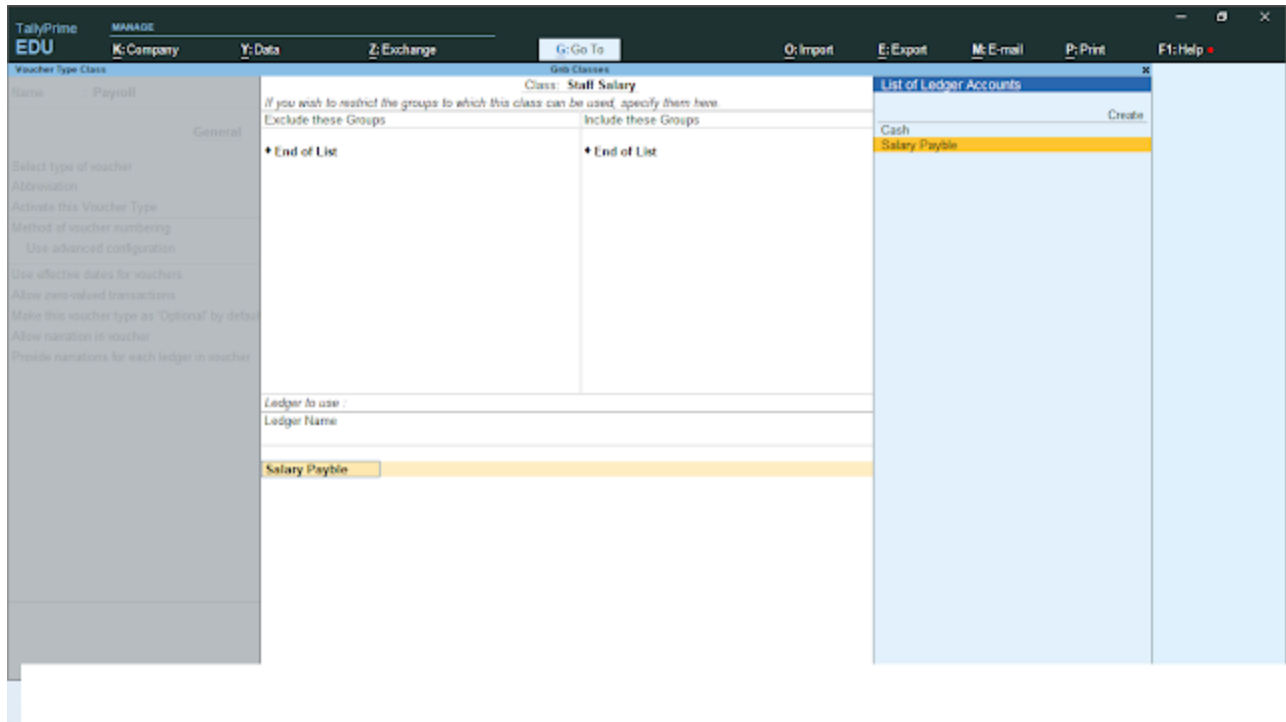 TallyPrime
EDU
MANAGE
K: Company Y: Data Z: Exchange G: Go To O: Import E: Export M: E-mail P: Print F1: Help
Voucher Type Class Gnb Classes
Name : Payroll
General
Select type of voucher
Abbreviation
Activate this Voucher Type
Method of voucher numbering
Use advanced configuration
Use effective dates for vouchers
Allow zero-valued transactions
Make this voucher type as 'Optional' by defaul
Allow narration in voucher
Provide narrations for each ledger in voucher
Class: Staff Salary
If you wish to restrict the groups to which this class can be used, specify them here.
Exclude these Groups Include these Groups
♦ End of List ♦ End of List
Ledger to use :
Ledger Name
Salary Payble
List of Ledger Accounts
Create
Cash
Salary Payble